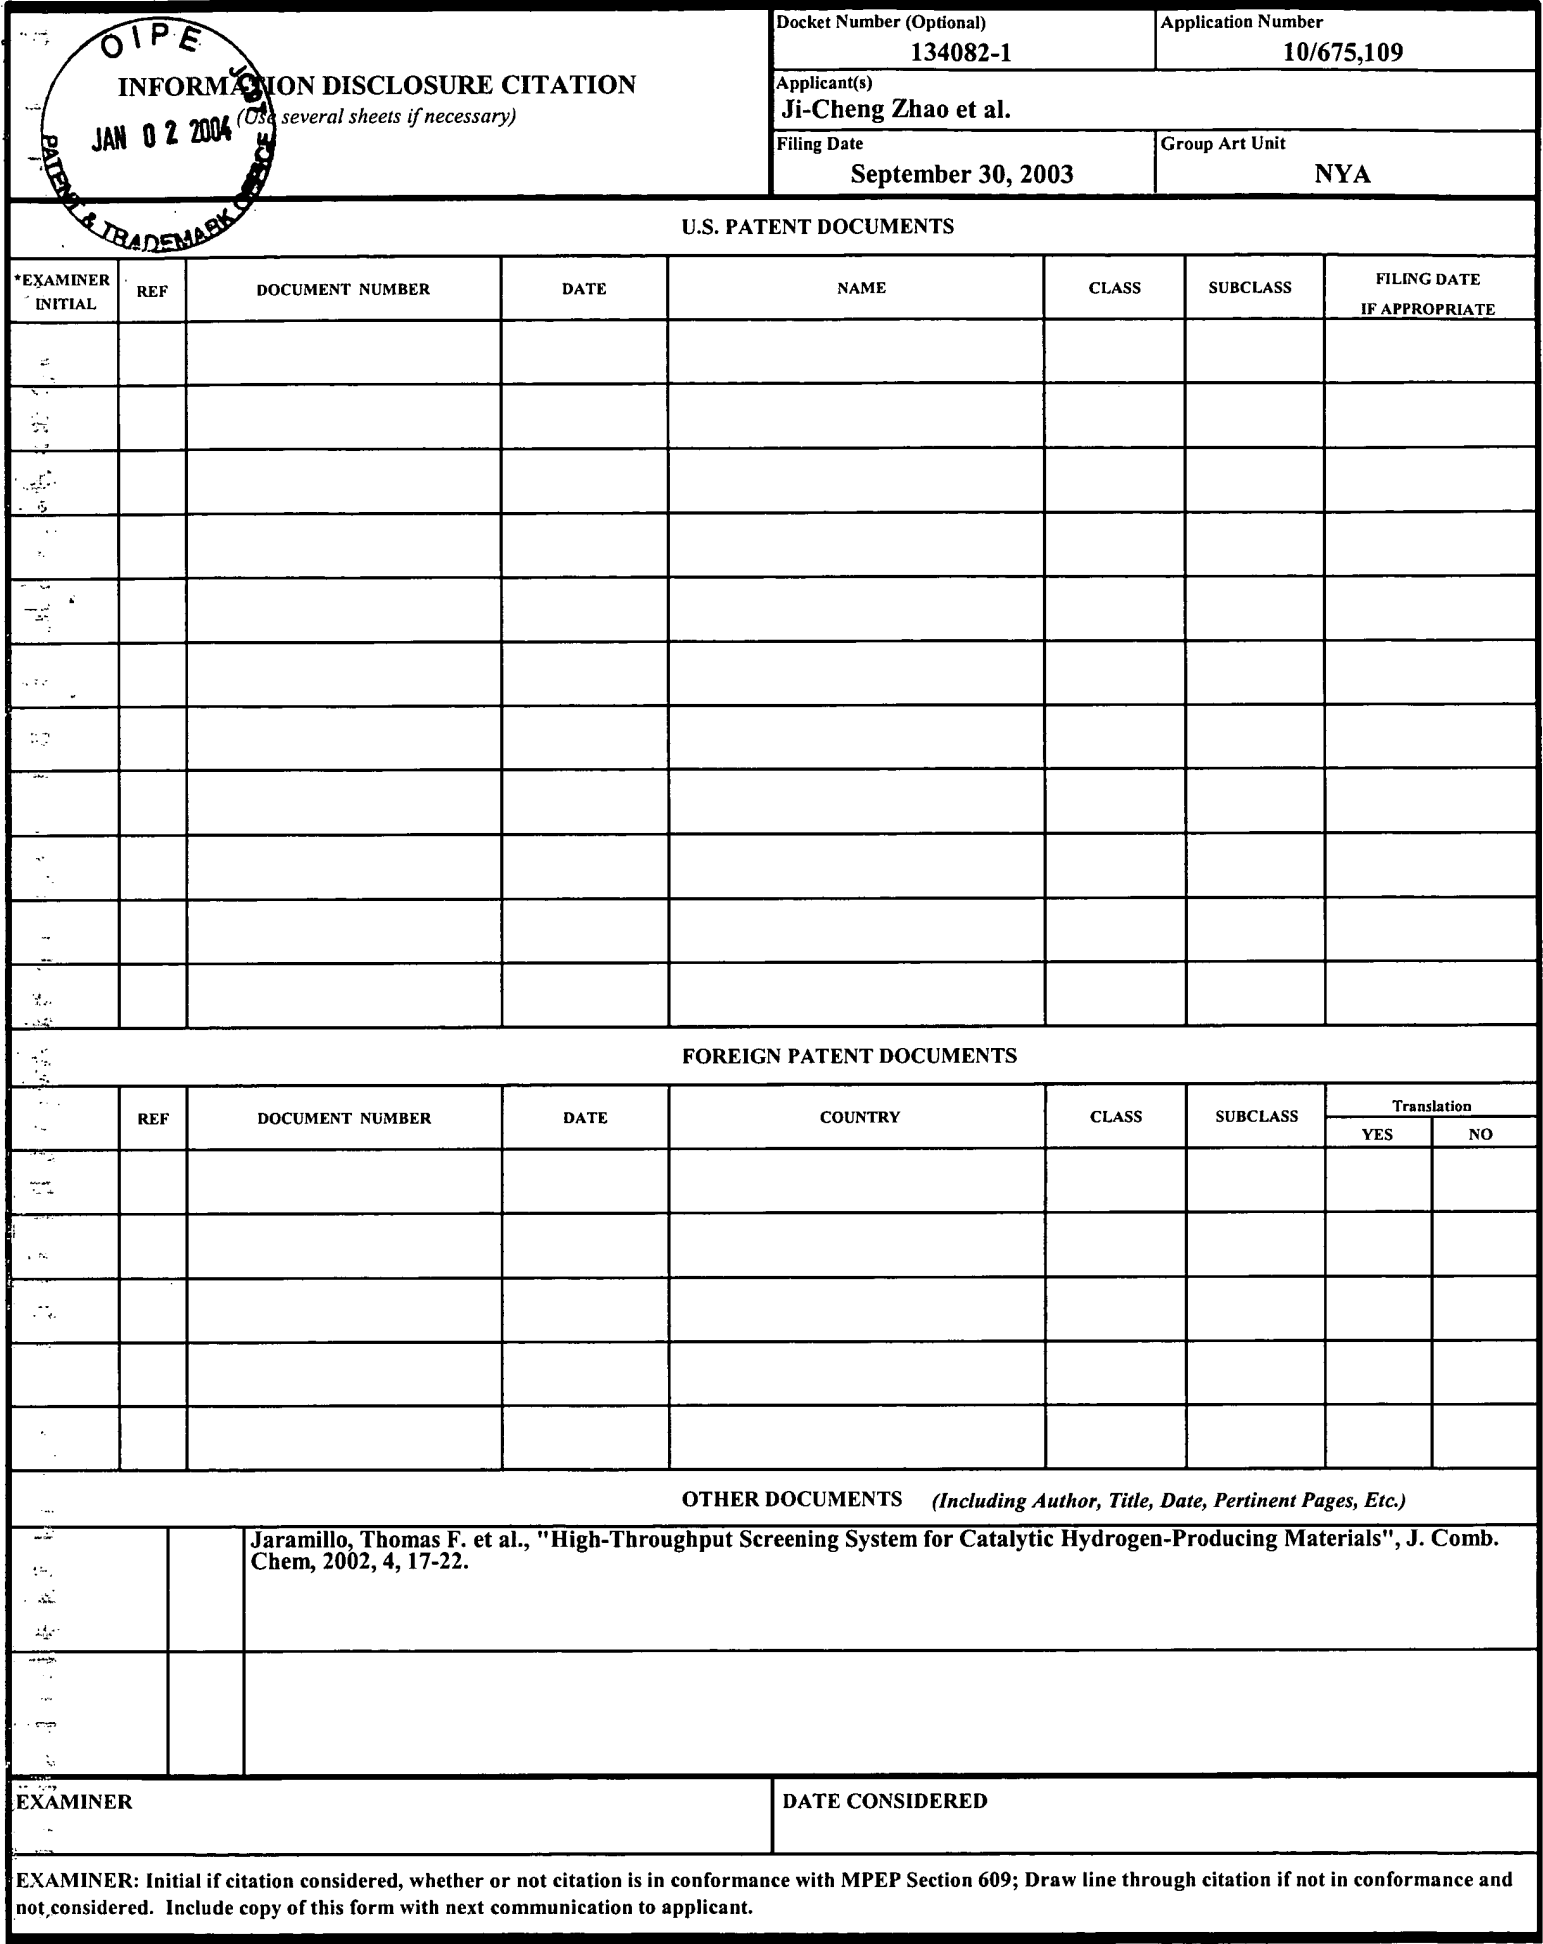 OIPE
JAN 02 2004
PATENT & TRADEMARK OFFICE
INFORMATION DISCLOSURE CITATION
(Use several sheets if necessary)
Docket Number (Optional)
134082-1
Application Number
10/675,109
Applicant(s)
Ji-Cheng Zhao et al.
Filing Date
September 30, 2003
Group Art Unit
NYA
U.S. PATENT DOCUMENTS
*EXAMINER
INITIAL
REF
DOCUMENT NUMBER
DATE
NAME
CLASS
SUBCLASS
FILING DATE
IF APPROPRIATE
FOREIGN PATENT DOCUMENTS
REF
DOCUMENT NUMBER
DATE
COUNTRY
CLASS
SUBCLASS
Translation
YES
NO
OTHER DOCUMENTS (Including Author, Title, Date, Pertinent Pages, Etc.)
Jaramillo, Thomas F. et al., "High-Throughput Screening System for Catalytic Hydrogen-Producing Materials", J. Comb.
Chem, 2002, 4, 17-22.
EXAMINER
DATE CONSIDERED
EXAMINER: Initial if citation considered, whether or not citation is in conformance with MPEP Section 609; Draw line through citation if not in conformance and
not considered. Include copy of this form with next communication to applicant.